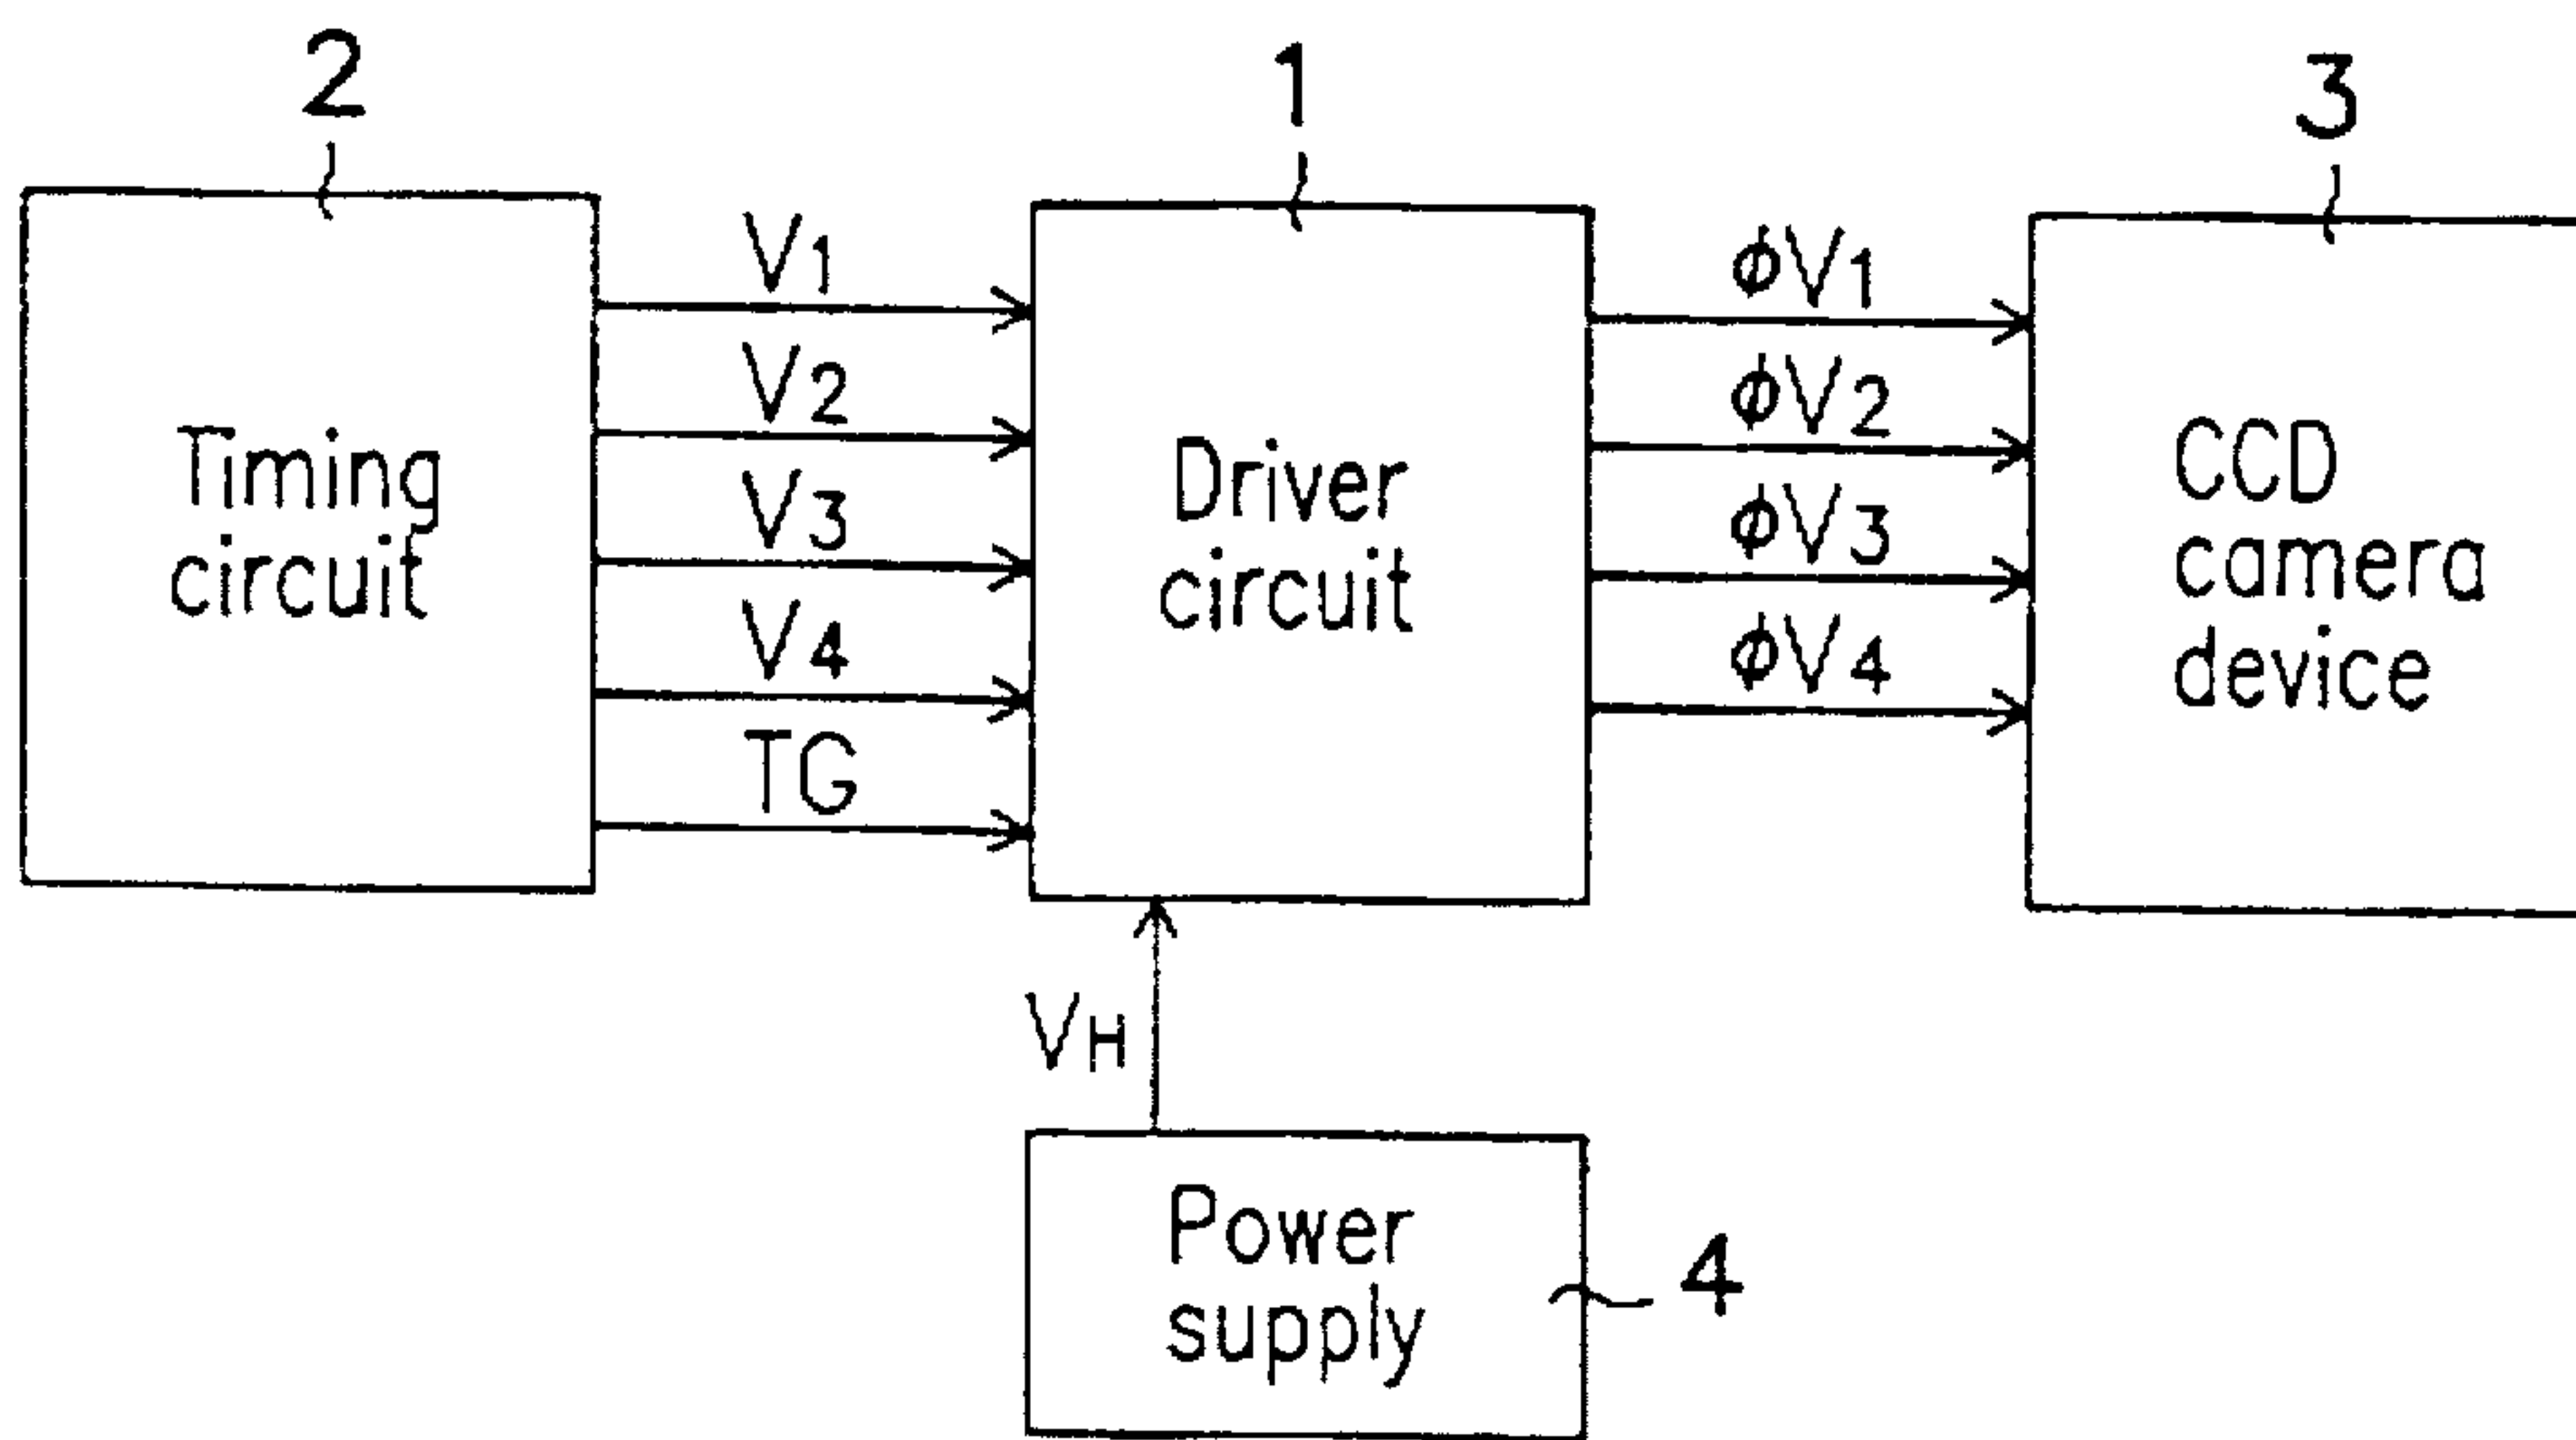 2
1
3
Timing
circuit
V1
V2
V3
V4
TG
Driver
circuit
ϕV1
ϕV2
ϕV3
ϕV4
CCD
camera
device
VH
Power
supply
4